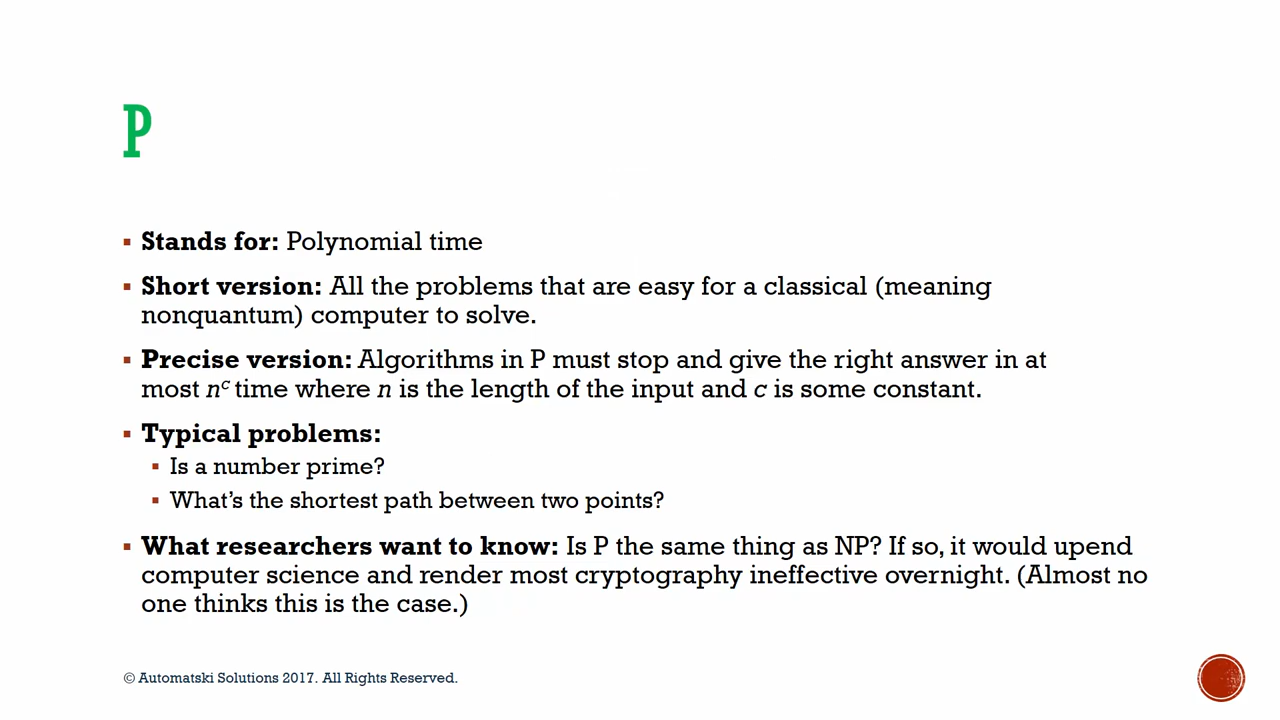 P
▪ Stands for: Polynomial time
▪ Short version: All the problems that are easy for a classical (meaning
nonquantum) computer to solve.
▪ Precise version: Algorithms in P must stop and give the right answer in at
most nᶜ time where n is the length of the input and c is some constant.
▪ Typical problems:
▪ Is a number prime?
▪ What’s the shortest path between two points?
▪ What researchers want to know: Is P the same thing as NP? If so, it would upend
computer science and render most cryptography ineffective overnight. (Almost no
one thinks this is the case.)
© Automatski Solutions 2017. All Rights Reserved.